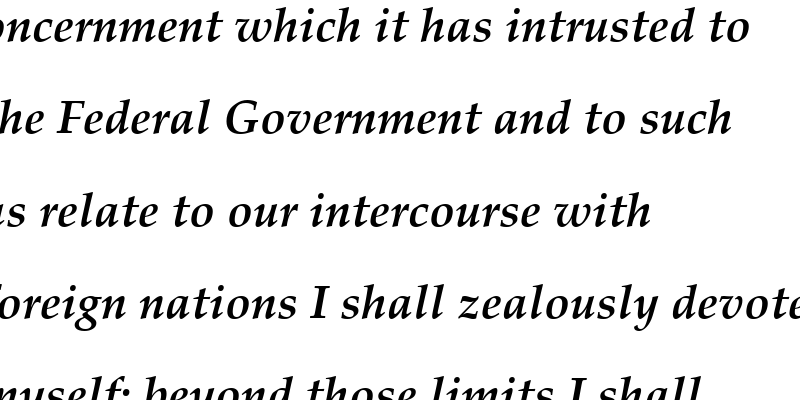 oncernment which it has intrusted to
he Federal Government and to such
as relate to our intercourse with
foreign nations I shall zealously devote
myself; beyond those limits I shall